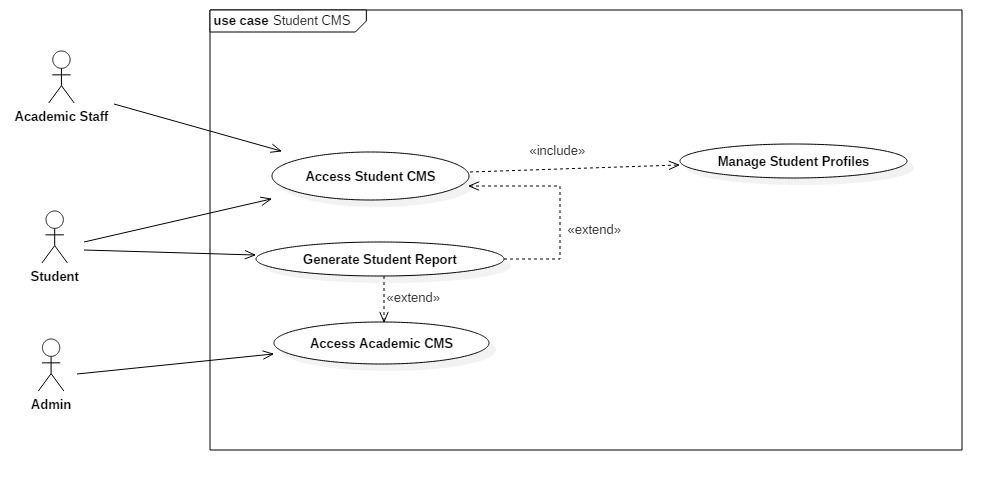 use case Student CMS
Academic Staff
«include»
Manage Student Profiles
Access Student CMS
«extend»
Student
Generate Student Report
«extend»
Access Academic CMS
Admin